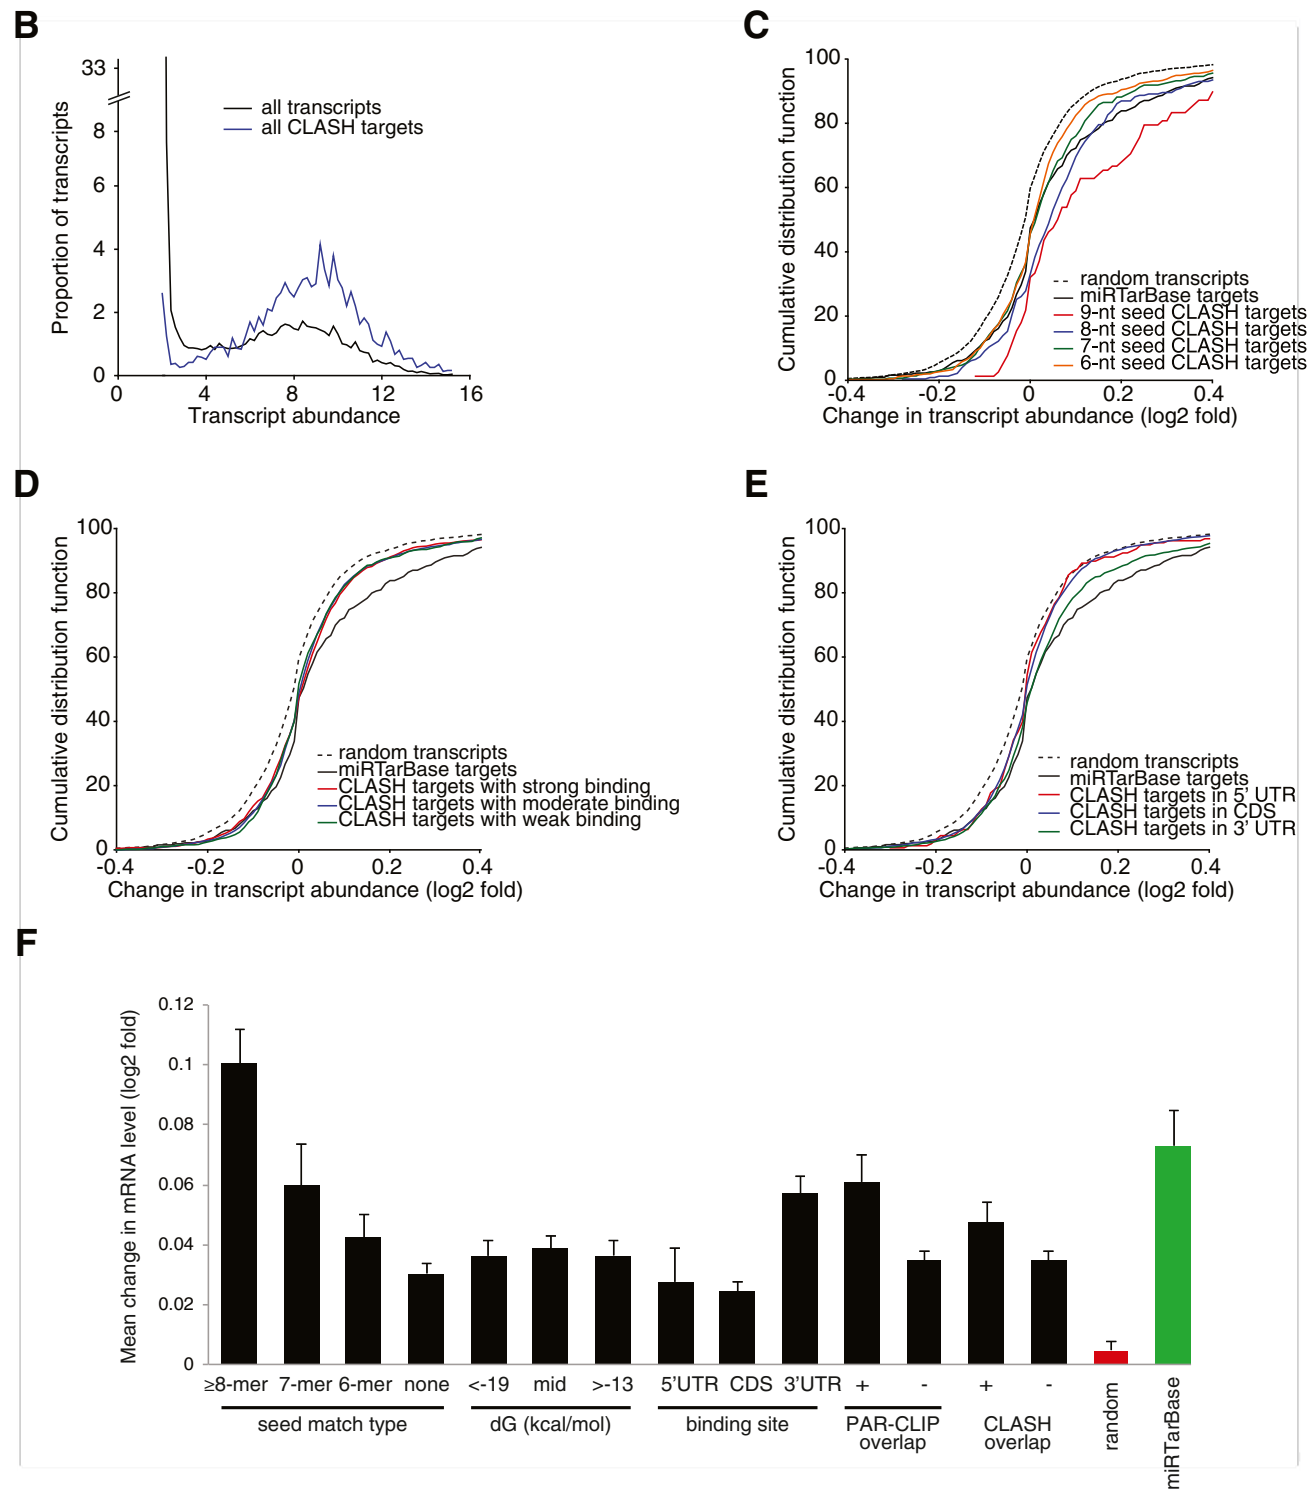 B
33
8
6
4
2
0
Proportion of transcripts
all transcripts
all CLASH targets
0 4 8 12 16
Transcript abundance
C
100
80
60
40
20
0
Cumulative distribution function
random transcripts
miRTarBase targets
9-nt seed CLASH targets
8-nt seed CLASH targets
7-nt seed CLASH targets
6-nt seed CLASH targets
-0.4 -0.2 0 0.2 0.4
Change in transcript abundance (log2 fold)
D
100
80
60
40
20
0
Cumulative distribution function
random transcripts
miRTarBase targets
CLASH targets with strong binding
CLASH targets with moderate binding
CLASH targets with weak binding
-0.4 -0.2 0 0.2 0.4
Change in transcript abundance (log2 fold)
E
100
80
60
40
20
0
Cumulative distribution function
random transcripts
miRTarBase targets
CLASH targets in 5' UTR
CLASH targets in CDS
CLASH targets in 3' UTR
-0.4 -0.2 0 0.2 0.4
Change in transcript abundance (log2 fold)
F
0.12
0.1
0.08
0.06
0.04
0.02
0
Mean change in mRNA level (log2 fold)
≥8-mer 7-mer 6-mer none <-19 mid >-13 5'UTR CDS 3'UTR + - + -
seed match type
dG (kcal/mol)
binding site
PAR-CLIP
overlap
CLASH
overlap
random
miRTarBase